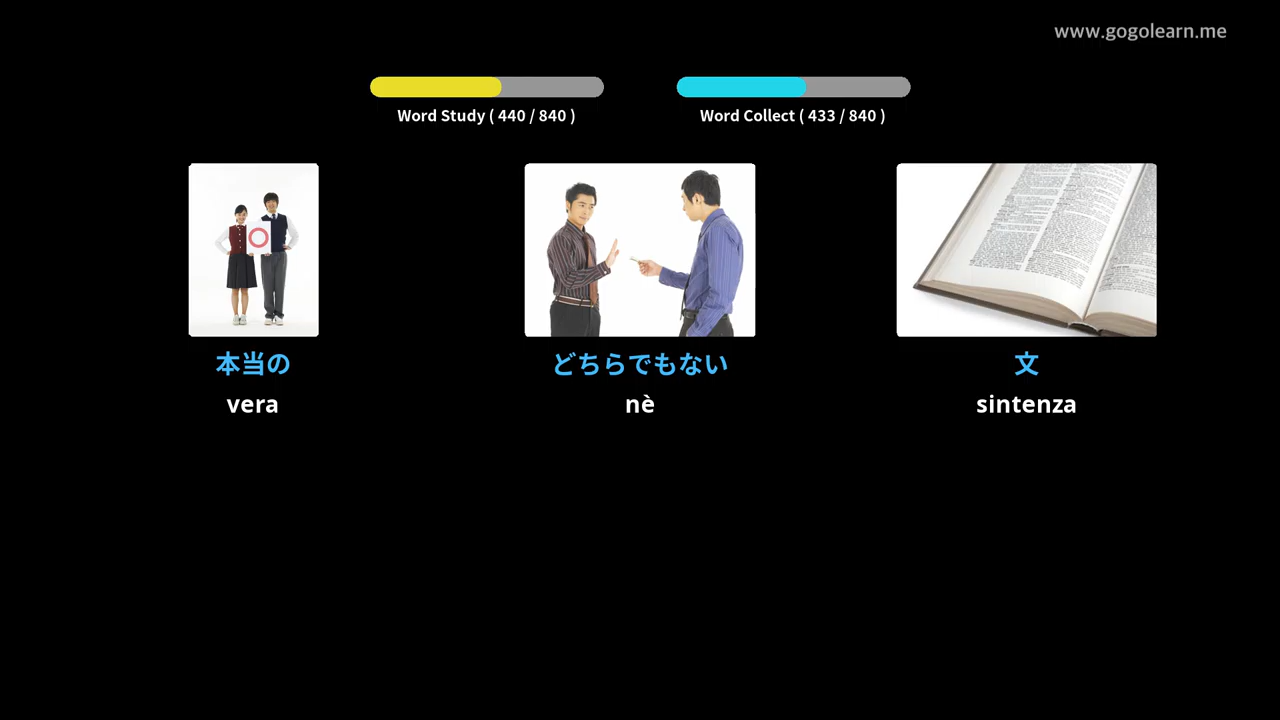 www.gogolearn.me
Word Study ( 440 / 840 )
Word Collect ( 433 / 840 )
本当の
どちらでもない
文
vera
nè
sintenza